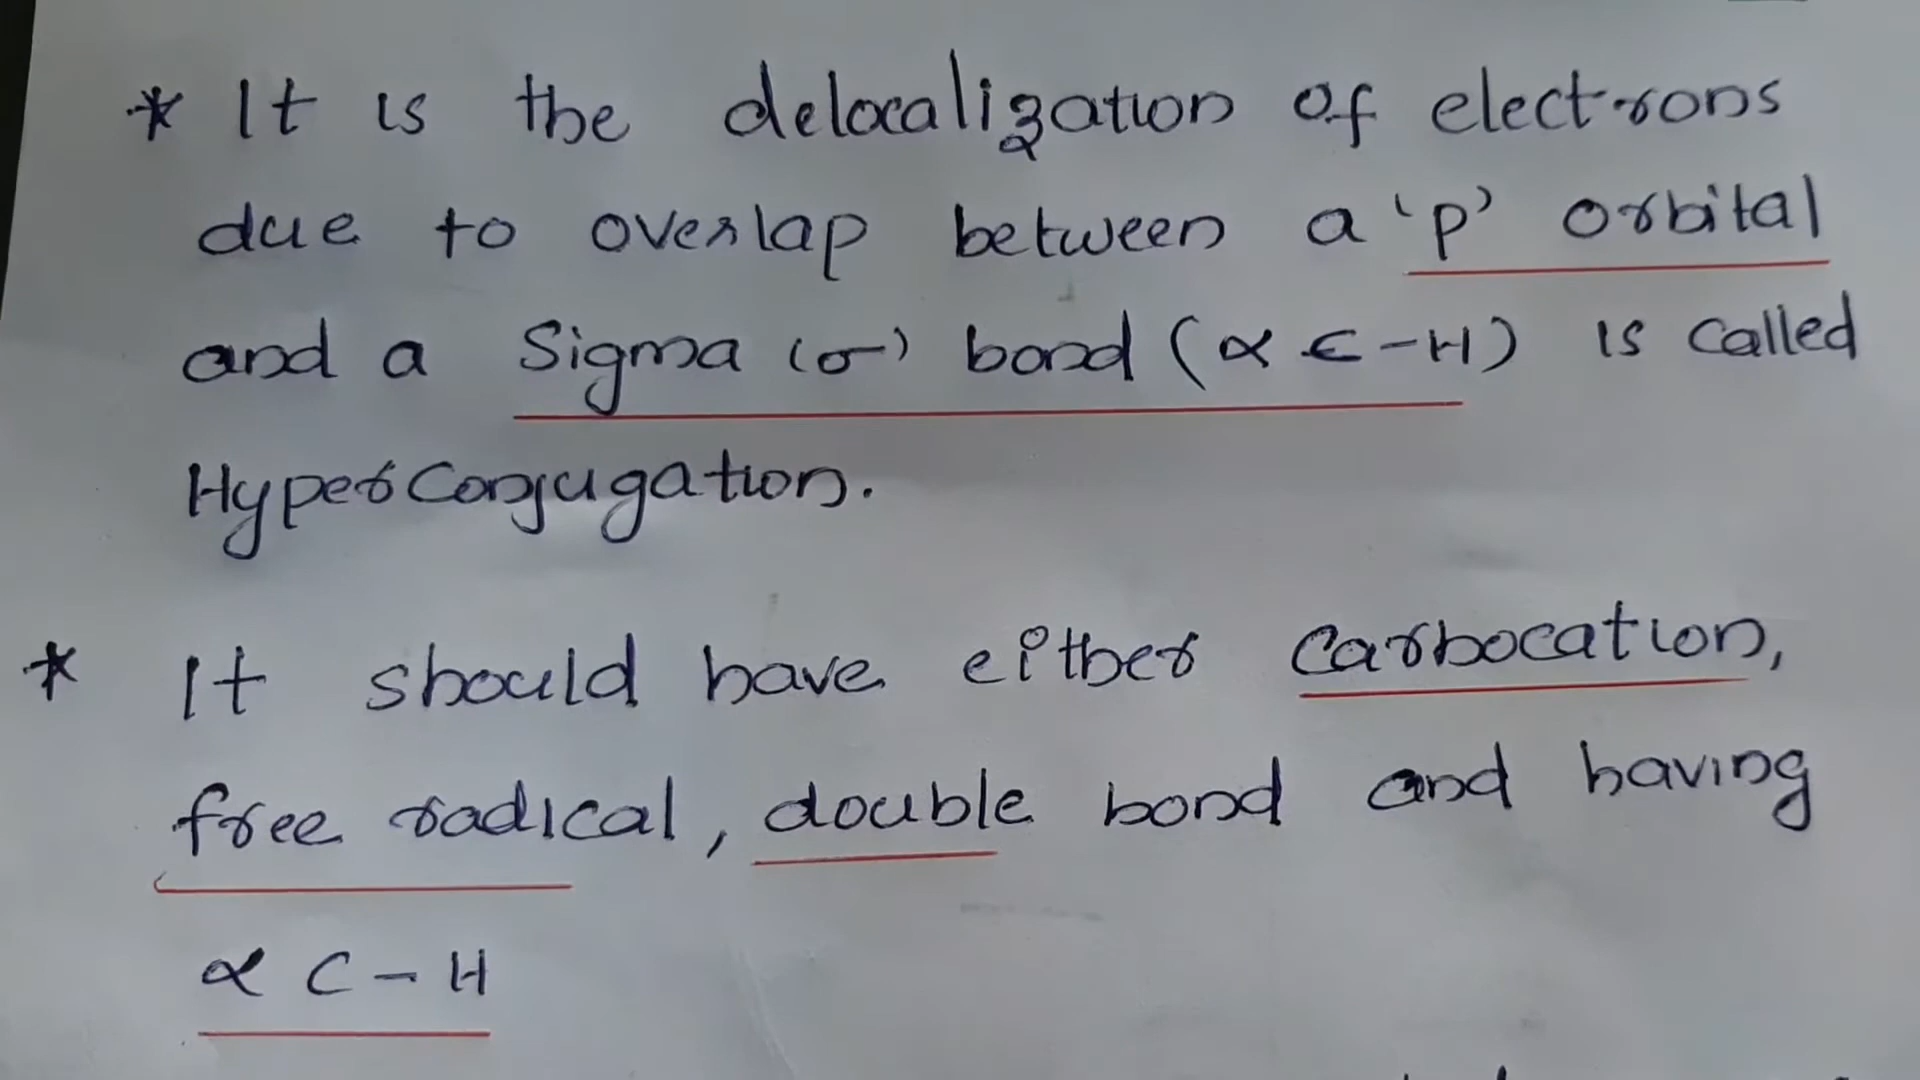 * It is the delocalization of electrons
due to overlap between a 'p' orbital
and a Sigma (σ) bond (α C-H) is called
HyperConjugation.
* It should have either Carbocation,
free radical, double bond and having
α C-H